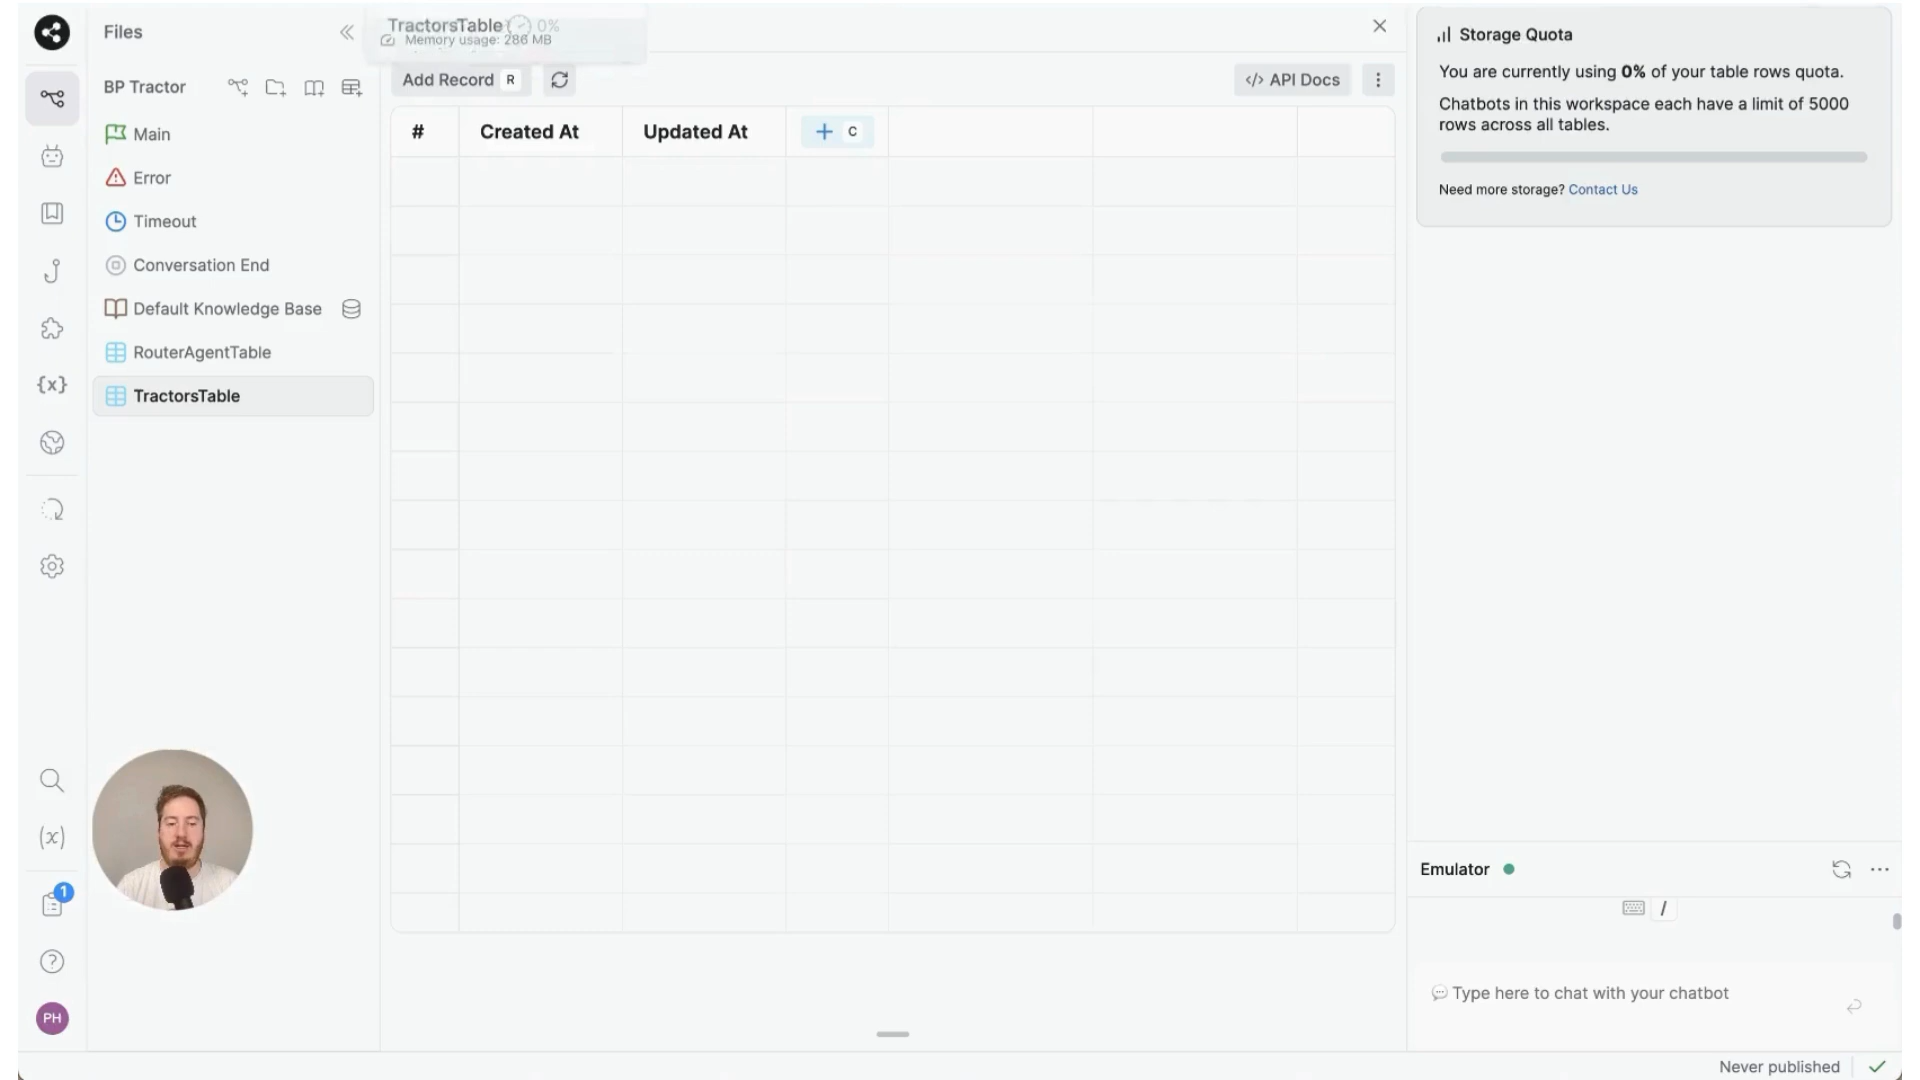 Files
TractorsTable 0%
Memory usage: 286 MB
BP Tractor
Main
Error
Timeout
Conversation End
Default Knowledge Base
RouterAgentTable
TractorsTable
{x}
(x)
1
PH
Add Record R
</> API Docs
# Created At Updated At + C
Storage Quota
You are currently using 0% of your table rows quota.
Chatbots in this workspace each have a limit of 5000
rows across all tables.
Need more storage? Contact Us
Emulator
/
Type here to chat with your chatbot
Never published